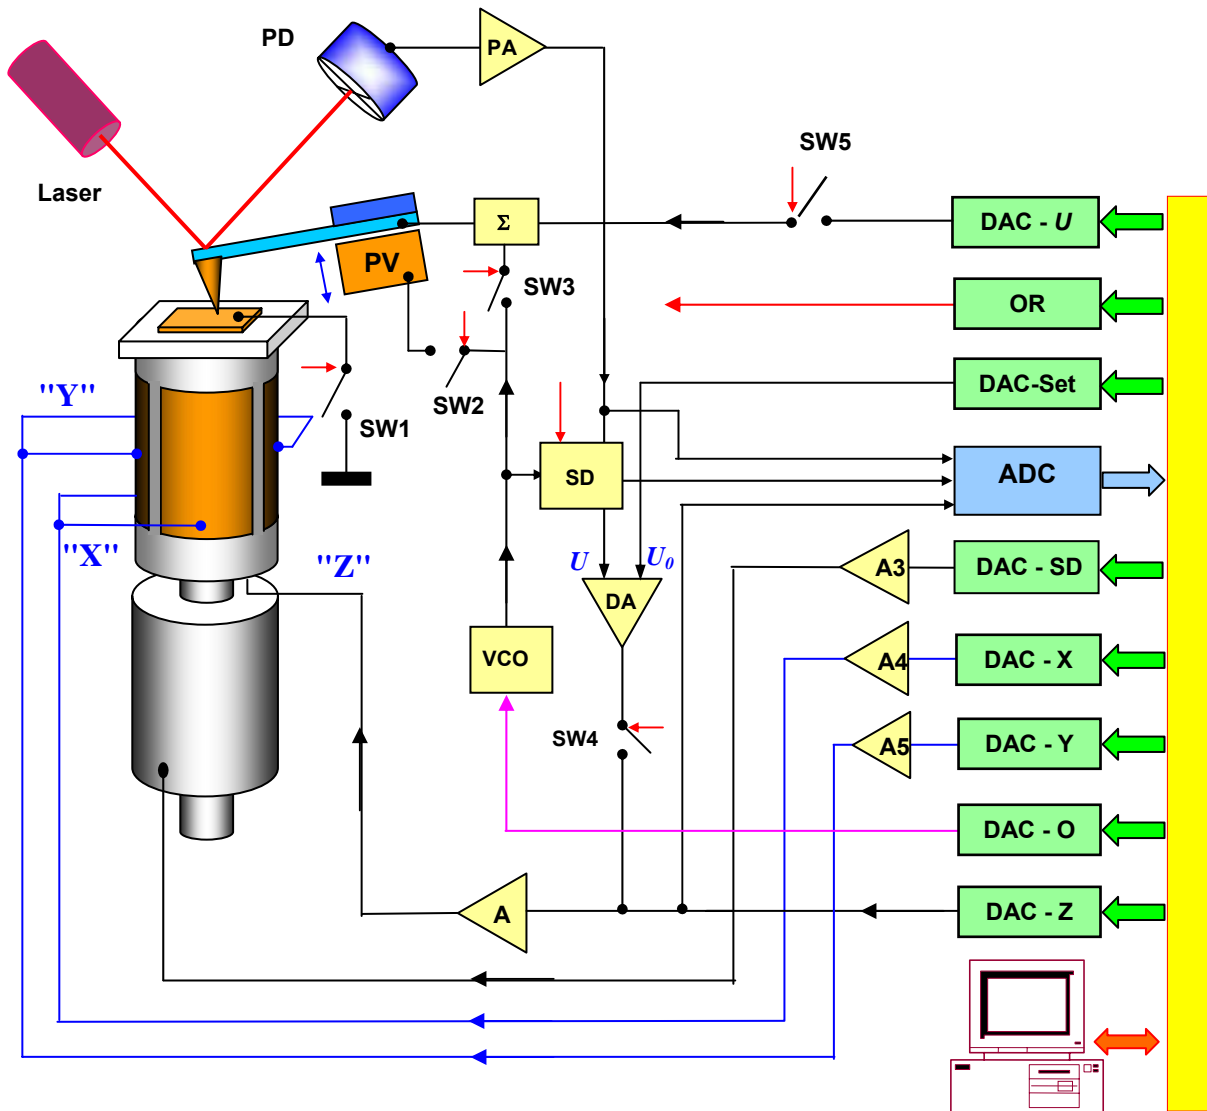 PD
PA
Laser
SW5
Σ
DAC - U
PV
SW3
OR
SW2
DAC-Set
"Y"
SW1
SD
ADC
"X"
"Z"
U
U0
A3
DAC - SD
DA
VCO
A4
DAC - X
SW4
A5
DAC - Y
DAC - O
A
DAC - Z